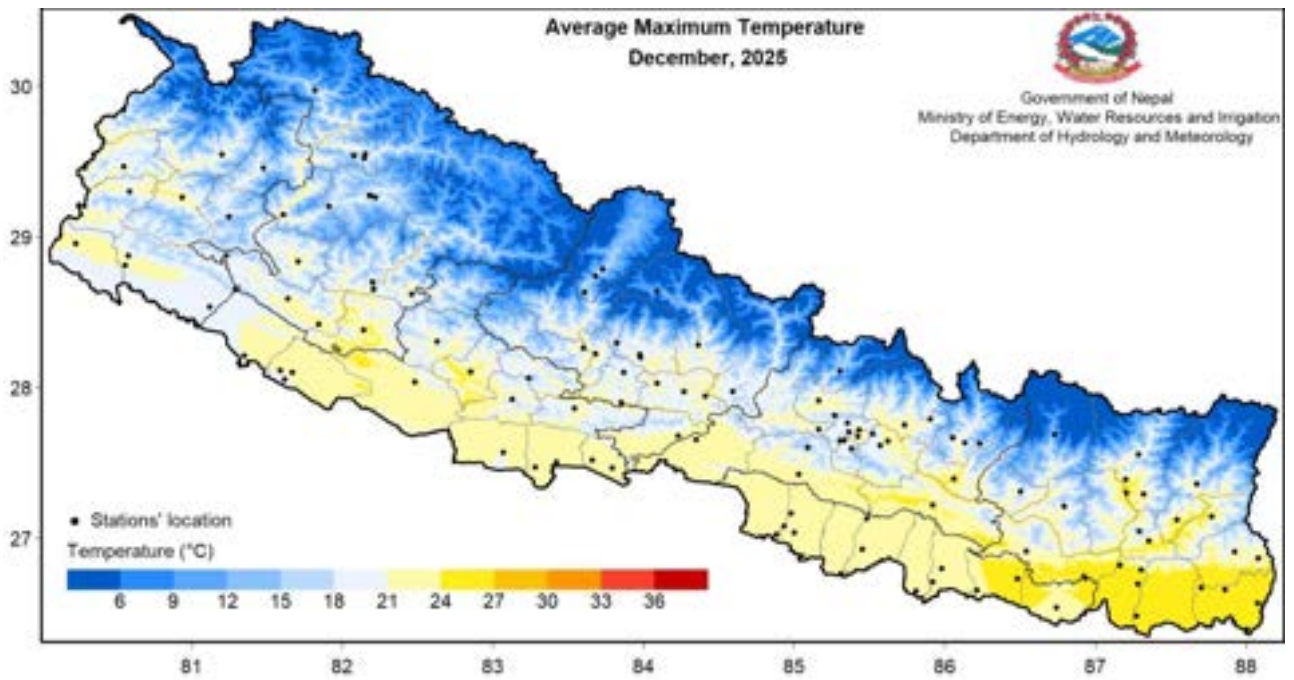 Average Maximum Temperature
December, 2025
Government of Nepal
Ministry of Energy, Water Resources and Irrigation
Department of Hydrology and Meteorology
30
29
28
27
Stations' location
Temperature (°C)
6 9 12 15 18 21 24 27 30 33 36
81 82 83 84 85 86 87 88